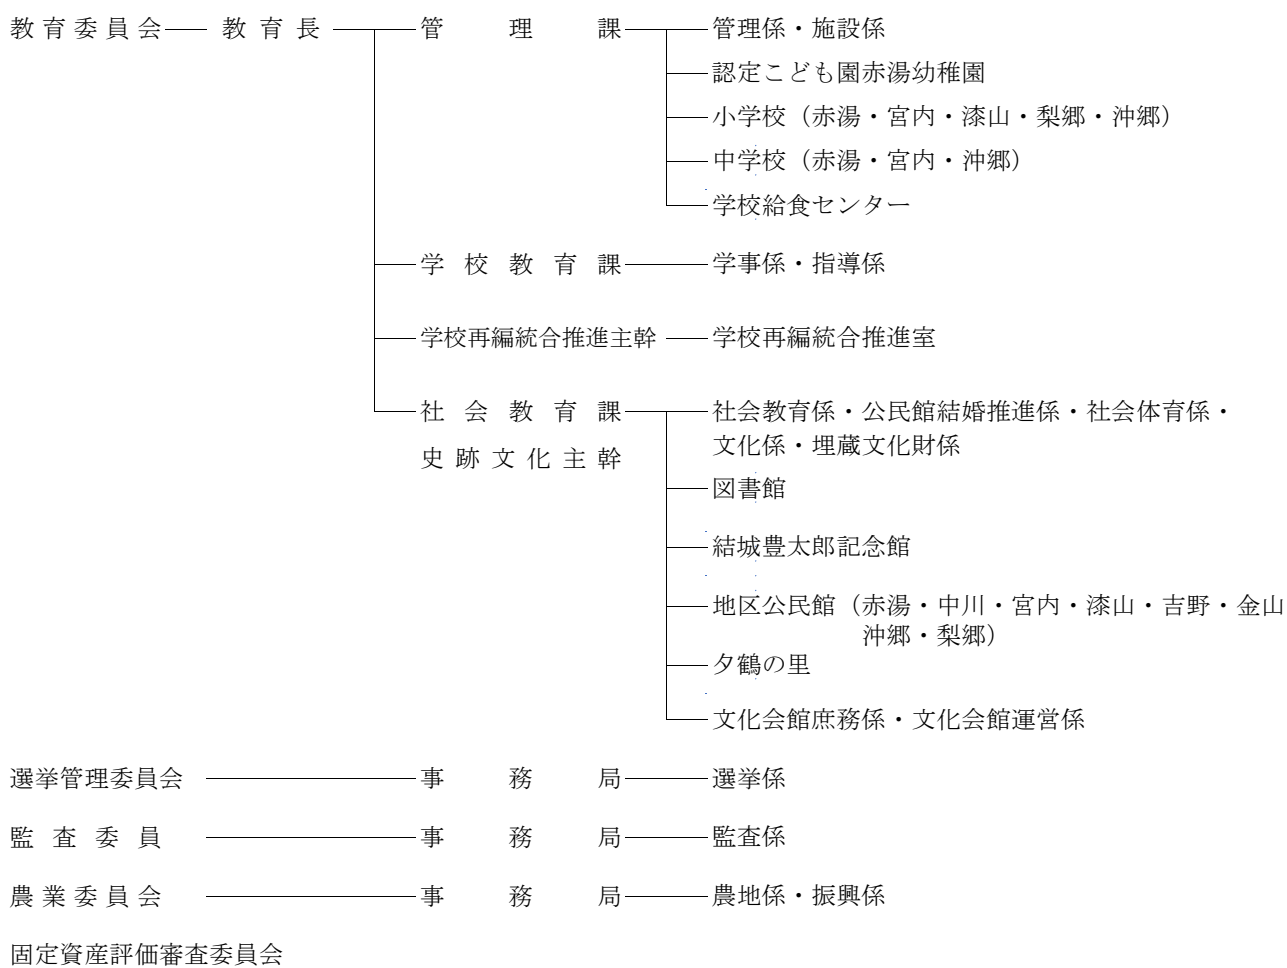 教育委員会 教育長 管理課 管理係・施設係
認定こども園赤湯幼稚園
小学校（赤湯・宮内・漆山・梨郷・沖郷）
中学校（赤湯・宮内・沖郷）
学校給食センター
学校教育課 学事係・指導係
学校再編統合推進主幹 学校再編統合推進室
社会教育課 社会教育係・公民館結婚推進係・社会体育係・
文化係・埋蔵文化財係
史跡文化主幹
図書館
結城豊太郎記念館
地区公民館（赤湯・中川・宮内・漆山・吉野・金山
沖郷・梨郷）
夕鶴の里
文化会館庶務係・文化会館運営係
選挙管理委員会 事務局 選挙係
監査委員 事務局 監査係
農業委員会 事務局 農地係・振興係
固定資産評価審査委員会